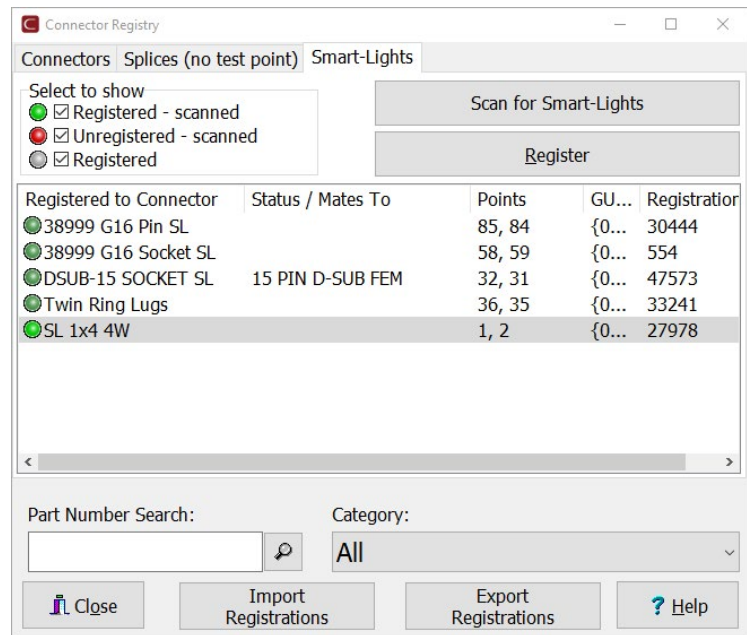 Connector Registry
Connectors Splices (no test point) Smart-Lights
Select to show
Registered - scanned
Unregistered - scanned
Registered
Scan for Smart-Lights
Register
Registered to Connector Status / Mates To Points GU... Registration
38999 G16 Pin SL 85, 84 {0... 30444
38999 G16 Socket SL 58, 59 {0... 554
DSUB-15 SOCKET SL 15 PIN D-SUB FEM 32, 31 {0... 47573
Twin Ring Lugs 36, 35 {0... 33241
SL 1x4 4W 1, 2 {0... 27978
Part Number Search: Category:
All
Close
Import
Registrations
Export
Registrations
? Help